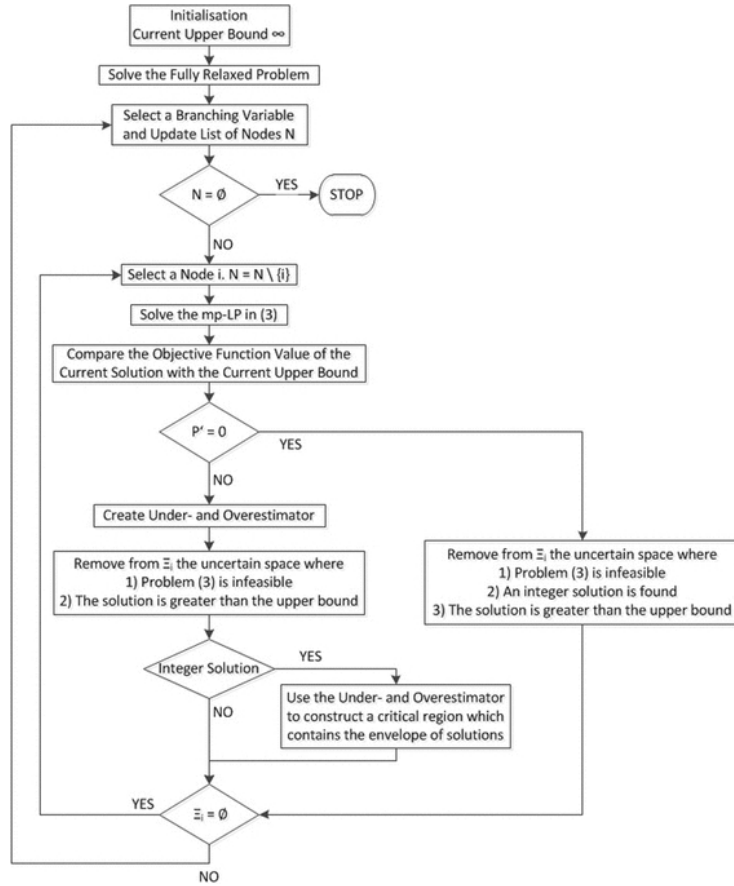 Initialisation
Current Upper Bound ∞
Solve the Fully Relaxed Problem
Select a Branching Variable
and Update List of Nodes N
N = Ø
YES
STOP
NO
Select a Node i. N = N \ {i}
Solve the mp-LP in (3)
Compare the Objective Function Value of the
Current Solution with the Current Upper Bound
P' = 0
YES
NO
Create Under- and Overestimator
Remove from Ξi the uncertain space where
1) Problem (3) is infeasible
2) The solution is greater than the upper bound
Remove from Ξi the uncertain space where
1) Problem (3) is infeasible
2) An integer solution is found
3) The solution is greater than the upper bound
Integer Solution
YES
NO
Use the Under- and Overestimator
to construct a critical region which
contains the envelope of solutions
YES
Ξi = Ø
NO